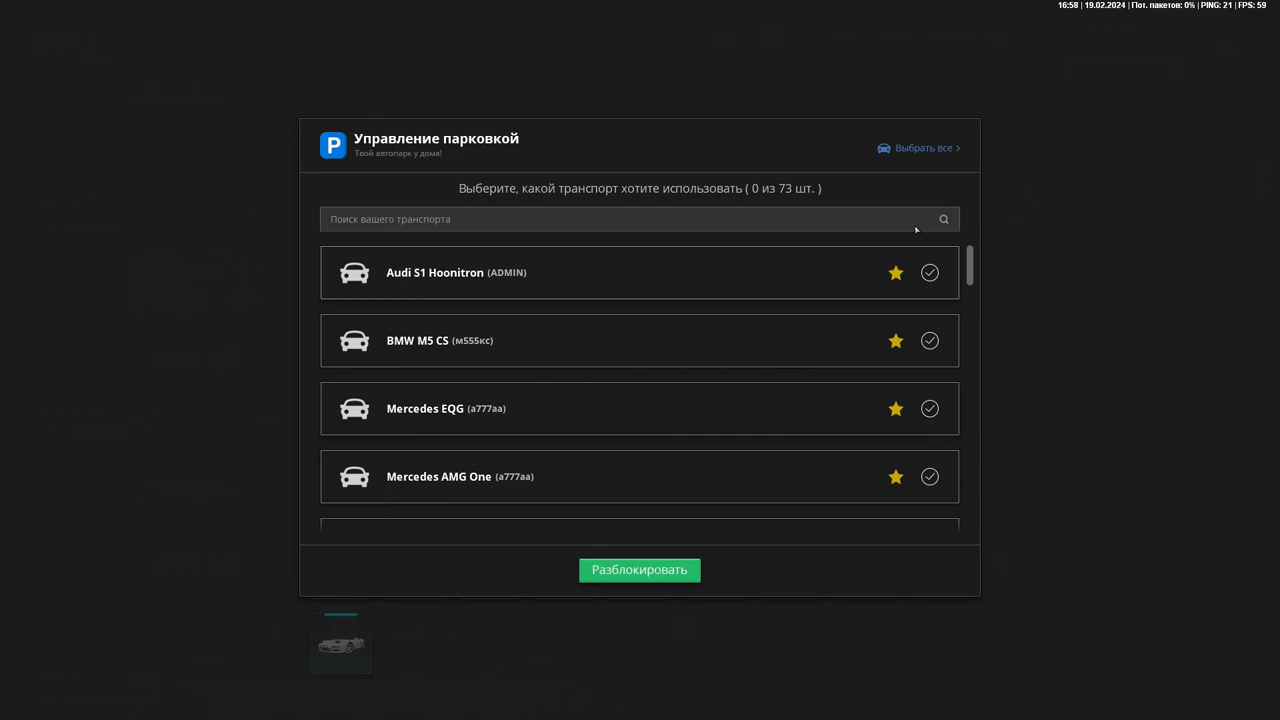 16:58 | 19.02.2024 | Пот. пакетов: 0% | PING: 21 | FPS: 59
P
Управление парковкой
Твой автопарк у дома!
Выбрать все
Выберите, какой транспорт хотите использовать ( 0 из 73 шт. )
Поиск вашего транспорта
Audi S1 Hoonitron (ADMIN)
BMW M5 CS (м555кс)
Mercedes EQG (а777аа)
Mercedes AMG One (а777аа)
Разблокировать